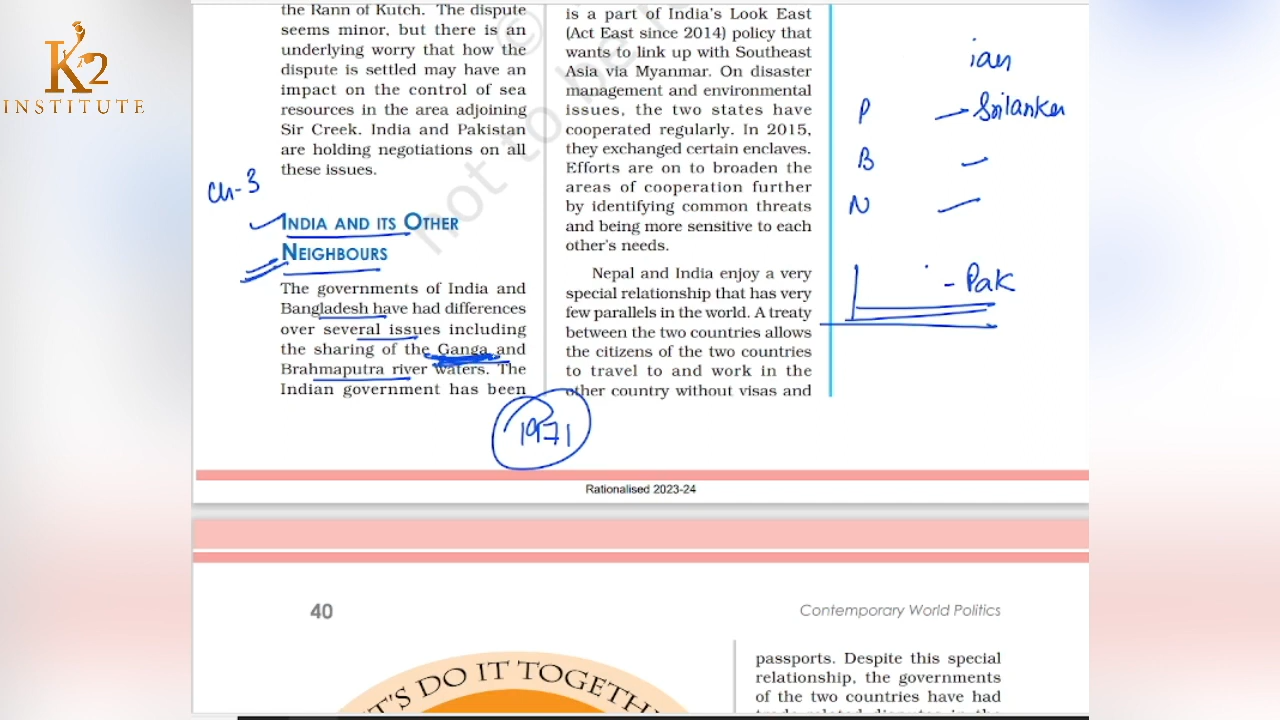 K2
INSTITUTE
the Rann of Kutch. The dispute
seems minor, but there is an
underlying worry that how the
dispute is settled may have an
impact on the control of sea
resources in the area adjoining
Sir Creek. India and Pakistan
are holding negotiations on all
these issues.
Ch-3
INDIA AND ITS OTHER
NEIGHBOURS
The governments of India and
Bangladesh have had differences
over several issues including
the sharing of the Ganga and
Brahmaputra river waters. The
Indian government has been
is a part of India's Look East
(Act East since 2014) policy that
wants to link up with Southeast
Asia via Myanmar. On disaster
management and environmental
issues, the two states have
cooperated regularly. In 2015,
they exchanged certain enclaves.
Efforts are on to broaden the
areas of cooperation further
by identifying common threats
and being more sensitive to each
other's needs.
Nepal and India enjoy a very
special relationship that has very
few parallels in the world. A treaty
between the two countries allows
the citizens of the two countries
to travel to and work in the
other country without visas and
1971
ian
P – Srilanka
B –
N –
- Pak
not to be
©
Rationalised 2023-24
40
Contemporary World Politics
LET'S DO IT TOGETHER
passports. Despite this special
relationship, the governments
of the two countries have had
trade related disputes in the